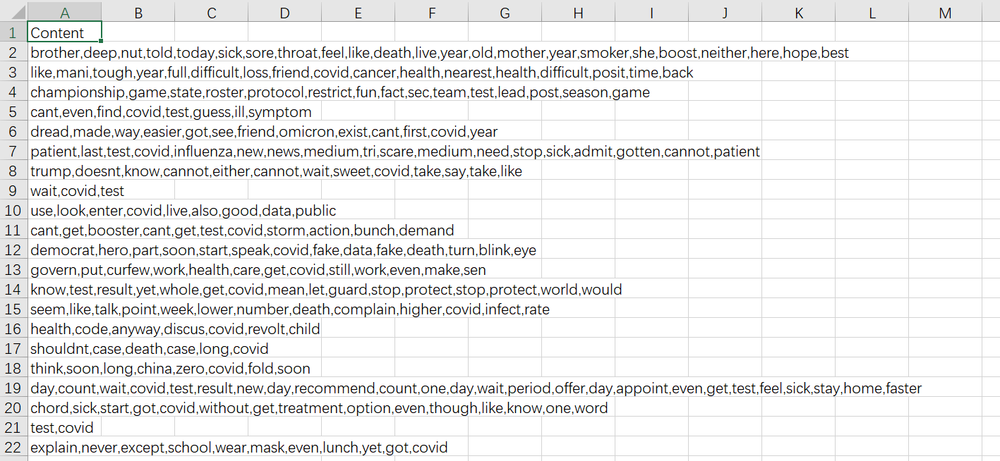 A B C D E F G H I J K L M
1 Content
2 brother,deep,nut,told,today,sick,sore,throat,feel,like,death,live,year,old,mother,year,smoker,she,boost,neither,here,hope,best
3 like,mani,tough,year,full,difficult,loss,friend,covid,cancer,health,nearest,health,difficult,posit,time,back
4 championship,game,state,roster,protocol,restrict,fun,fact,sec,team,test,lead,post,season,game
5 cant,even,find,covid,test,guess,ill,symptom
6 dread,made,way,easier,got,see,friend,omicron,exist,cant,first,covid,year
7 patient,last,test,covid,influenza,new,news,medium,tri,scare,medium,need,stop,sick,admit,gotten,cannot,patient
8 trump,doesnt,know,cannot,either,cannot,wait,sweet,covid,take,say,take,like
9 wait,covid,test
10 use,look,enter,covid,live,also,good,data,public
11 cant,get,booster,cant,get,test,covid,storm,action,bunch,demand
12 democrat,hero,part,soon,start,speak,covid,fake,data,fake,death,turn,blink,eye
13 govern,put,curfew,work,health,care,get,covid,still,work,even,make,sen
14 know,test,result,yet,whole,get,covid,mean,let,guard,stop,protect,stop,protect,world,would
15 seem,like,talk,point,week,lower,number,death,complain,higher,covid,infect,rate
16 health,code,anyway,discus,covid,revolt,child
17 shouldnt,case,death,case,long,covid
18 think,soon,long,china,zero,covid,fold,soon
19 day,count,wait,covid,test,result,new,day,recommend,count,one,day,wait,period,offer,day,appoint,even,get,test,feel,sick,stay,home,faster
20 chord,sick,start,got,covid,without,get,treatment,option,even,though,like,know,one,word
21 test,covid
22 explain,never,except,school,wear,mask,even,lunch,yet,got,covid